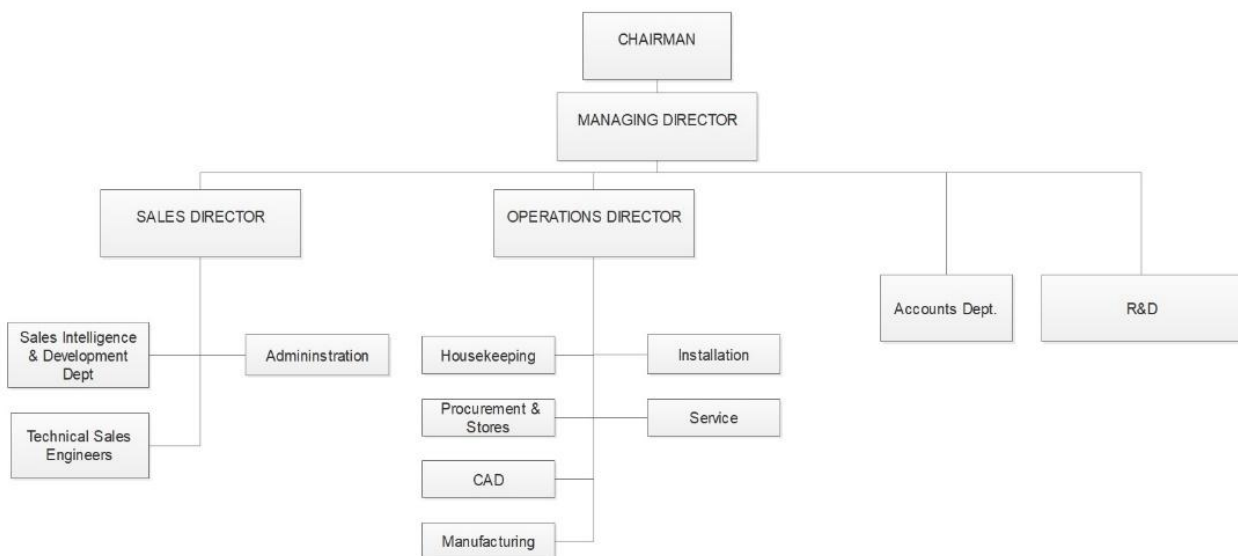 CHAIRMAN
MANAGING DIRECTOR
SALES DIRECTOR
OPERATIONS DIRECTOR
Accounts Dept.
R&D
Sales Intelligence
& Development
Dept
Admininstration
Technical Sales
Engineers
Housekeeping
Installation
Procurement &
Stores
Service
CAD
Manufacturing